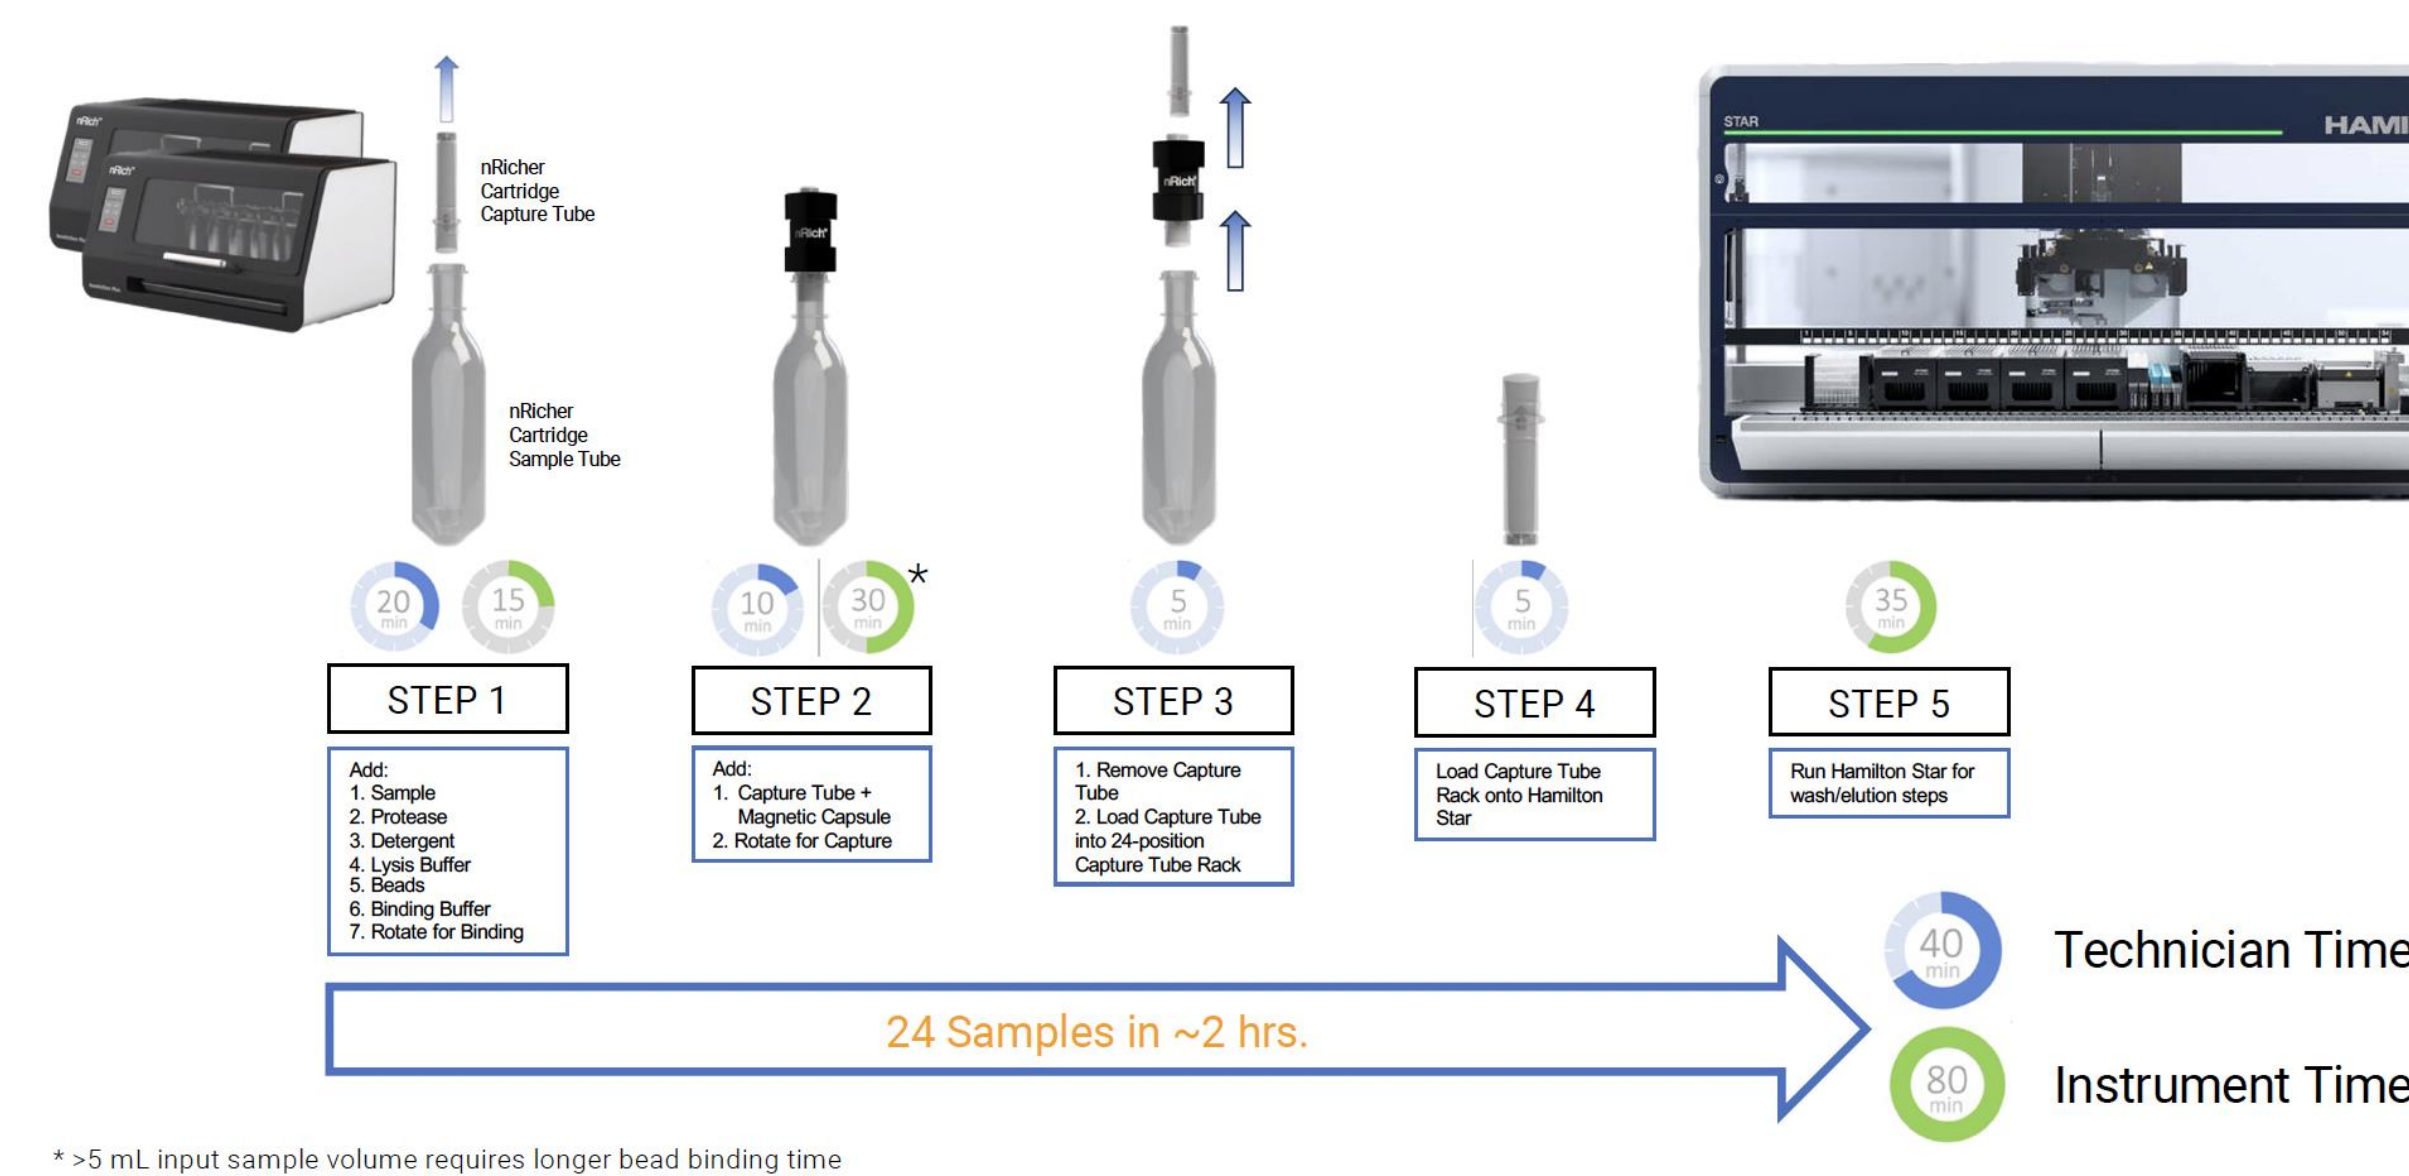 nRich®
nRich®
nRicher
Cartridge
Capture Tube
nRicher
Cartridge
Sample Tube
nRich®
nRich®
STAR
HAMI
20
min
15
min
10
min
30
min
*
5
min
5
min
35
min
STEP 1
STEP 2
STEP 3
STEP 4
STEP 5
Add:
1. Sample
2. Protease
3. Detergent
4. Lysis Buffer
5. Beads
6. Binding Buffer
7. Rotate for Binding
Add:
1. Capture Tube +
Magnetic Capsule
2. Rotate for Capture
1. Remove Capture
Tube
2. Load Capture Tube
into 24-position
Capture Tube Rack
Load Capture Tube
Rack onto Hamilton
Star
Run Hamilton Star for
wash/elution steps
40
min
Technician Time
24 Samples in ~2 hrs.
80
min
Instrument Time
* >5 mL input sample volume requires longer bead binding time